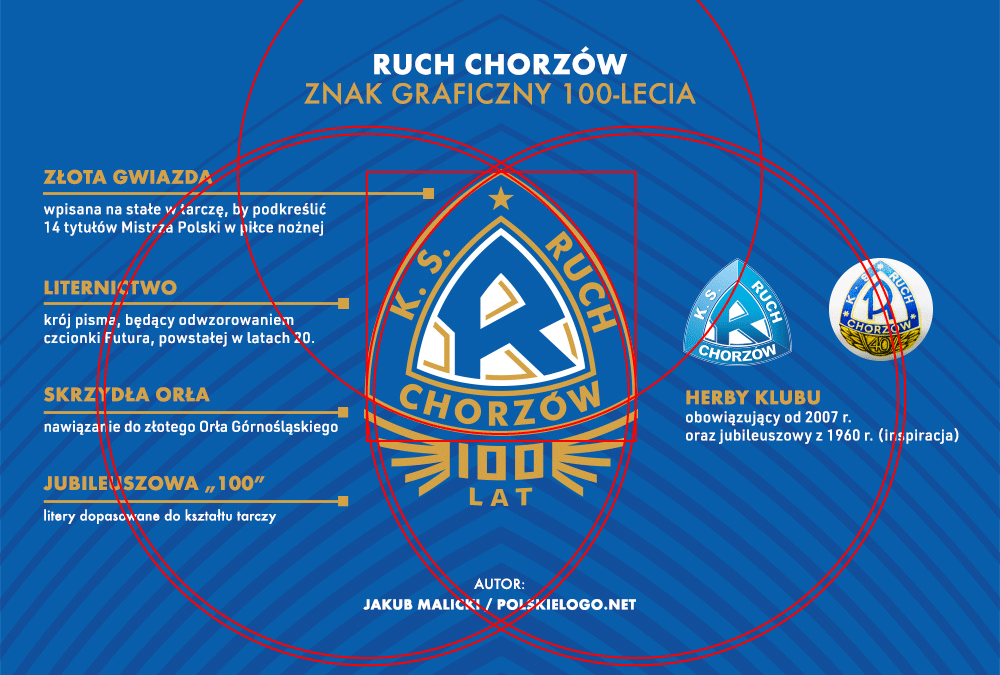 RUCH CHORZÓW
ZNAK GRAFICZNY 100-LECIA
ZŁOTA GWIAZDA
wpisana na stałe w tarczę, by podkreślić
14 tytułów Mistrza Polski w piłce nożnej
LITERNICTWO
krój pisma, będący odwzorowaniem
czcionki Futura, powstałej w latach 20.
SKRZYDŁA ORŁA
nawiązanie do złotego Orła Górnośląskiego
JUBILEUSZOWA „100”
litery dopasowane do kształtu tarczy
K. S. RUCH
R
CHORZÓW
100
LAT
K. S. RUCH
R
CHORZOW
K. S. RUCH
R
CHORZÓW
40
HERBY KLUBU
obowiązujący od 2007 r.
oraz jubileuszowy z 1960 r. (inspiracja)
AUTOR:
JAKUB MALICKI / POLSKIELOGO.NET